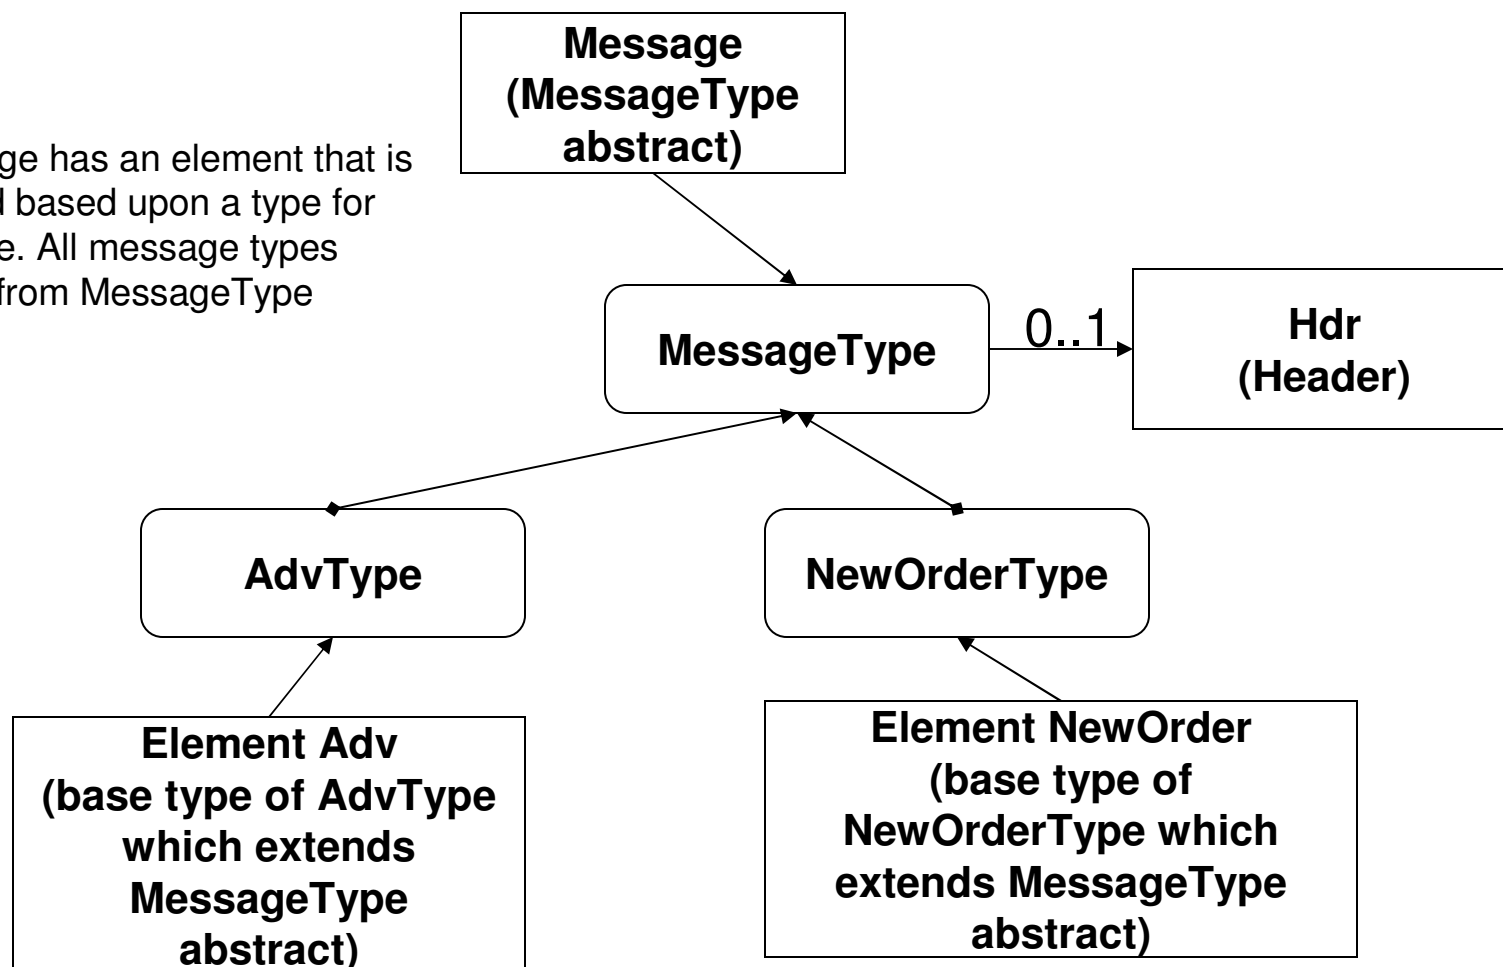 Message
(MessageType
abstract)
has an element that is
based upon a type for
All message types
from MessageType
MessageType
0..1
Hdr
(Header)
AdvType
NewOrderType
Element Adv
(base type of AdvType
which extends
MessageType
abstract)
Element NewOrder
(base type of
NewOrderType which
extends MessageType
abstract)